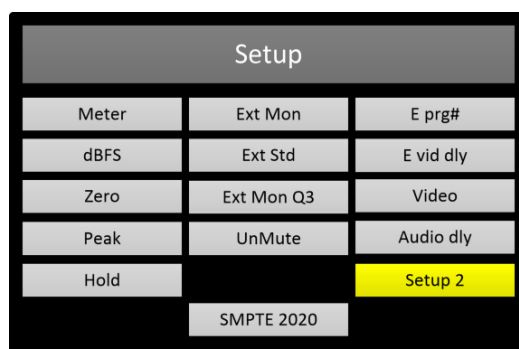 Setup
Meter Ext Mon E prg#
dBFS Ext Std E vid dly
Zero Ext Mon Q3 Video
Peak UnMute Audio dly
Hold Setup 2
SMPTE 2020